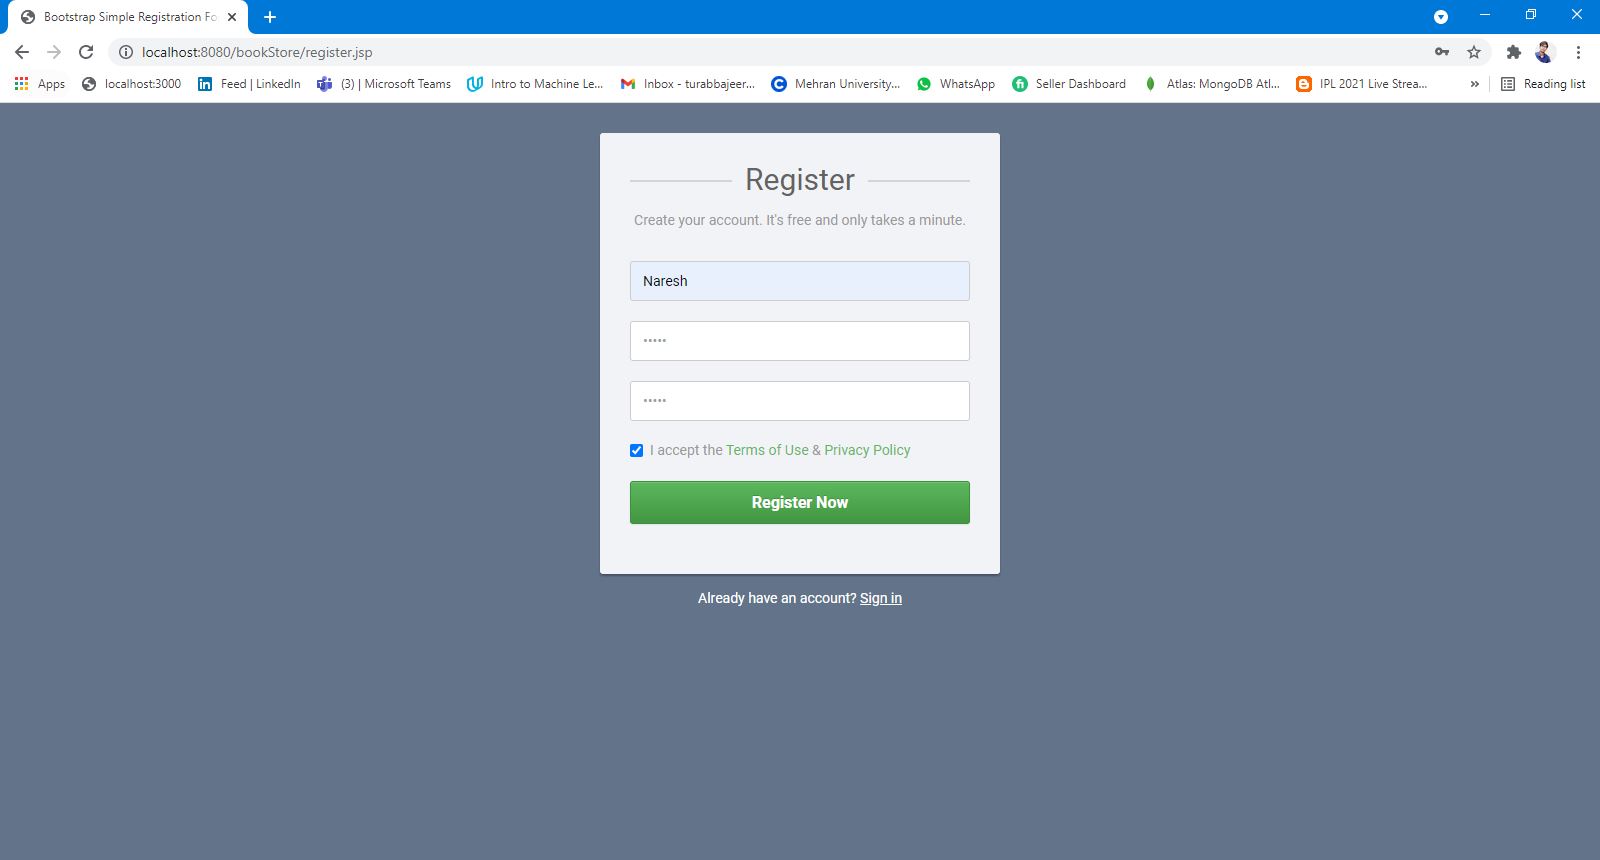 Bootstrap Simple Registration Fo
localhost:8080/bookStore/register.jsp
Apps localhost:3000 Feed | LinkedIn (3) | Microsoft Teams Intro to Machine Le... Inbox - turabbajeer... Mehran University... WhatsApp Seller Dashboard Atlas: MongoDB Atl... IPL 2021 Live Strea... » Reading list
Register
Create your account. It's free and only takes a minute.
Naresh
•••••
•••••
I accept the Terms of Use & Privacy Policy
Register Now
Already have an account? Sign in